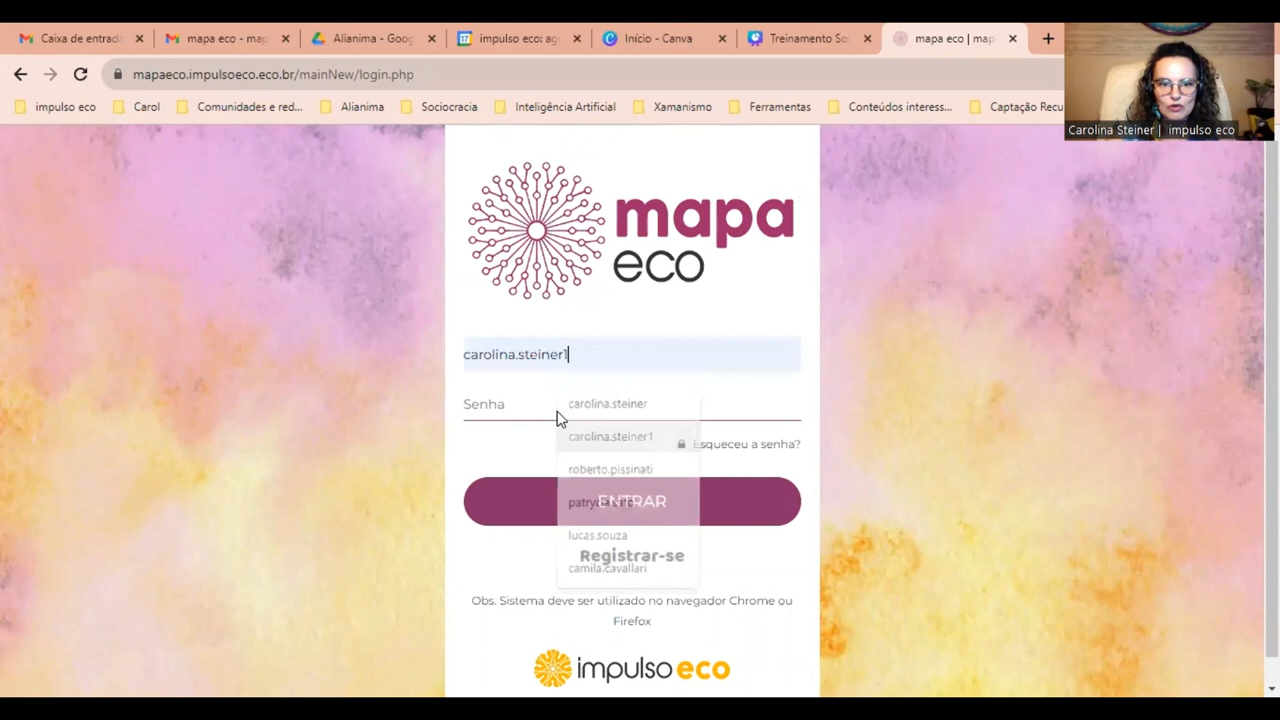 Caixa de entrada
mapa eco - map
Alianima - Goog
impulso eco: ag
Início - Canva
Treinamento So
mapa eco | map
mapaeco.impulsoeco.eco.br/mainNew/login.php
impulso eco
Carol
Comunidades e red...
Alianima
Sociocracia
Inteligência Artificial
Xamanismo
Ferramentas
Conteúdos interess...
Captação Recu
Carolina Steiner | impulso eco
mapa
eco
carolina.steiner1
Senha
carolina.steiner
carolina.steiner1
squeceu a senha?
roberto.pissinati
ENTRAR
lucas.souza
Registrar-se
camila.cavallari
Obs. Sistema deve ser utilizado no navegador Chrome ou
Firefox
impulso eco